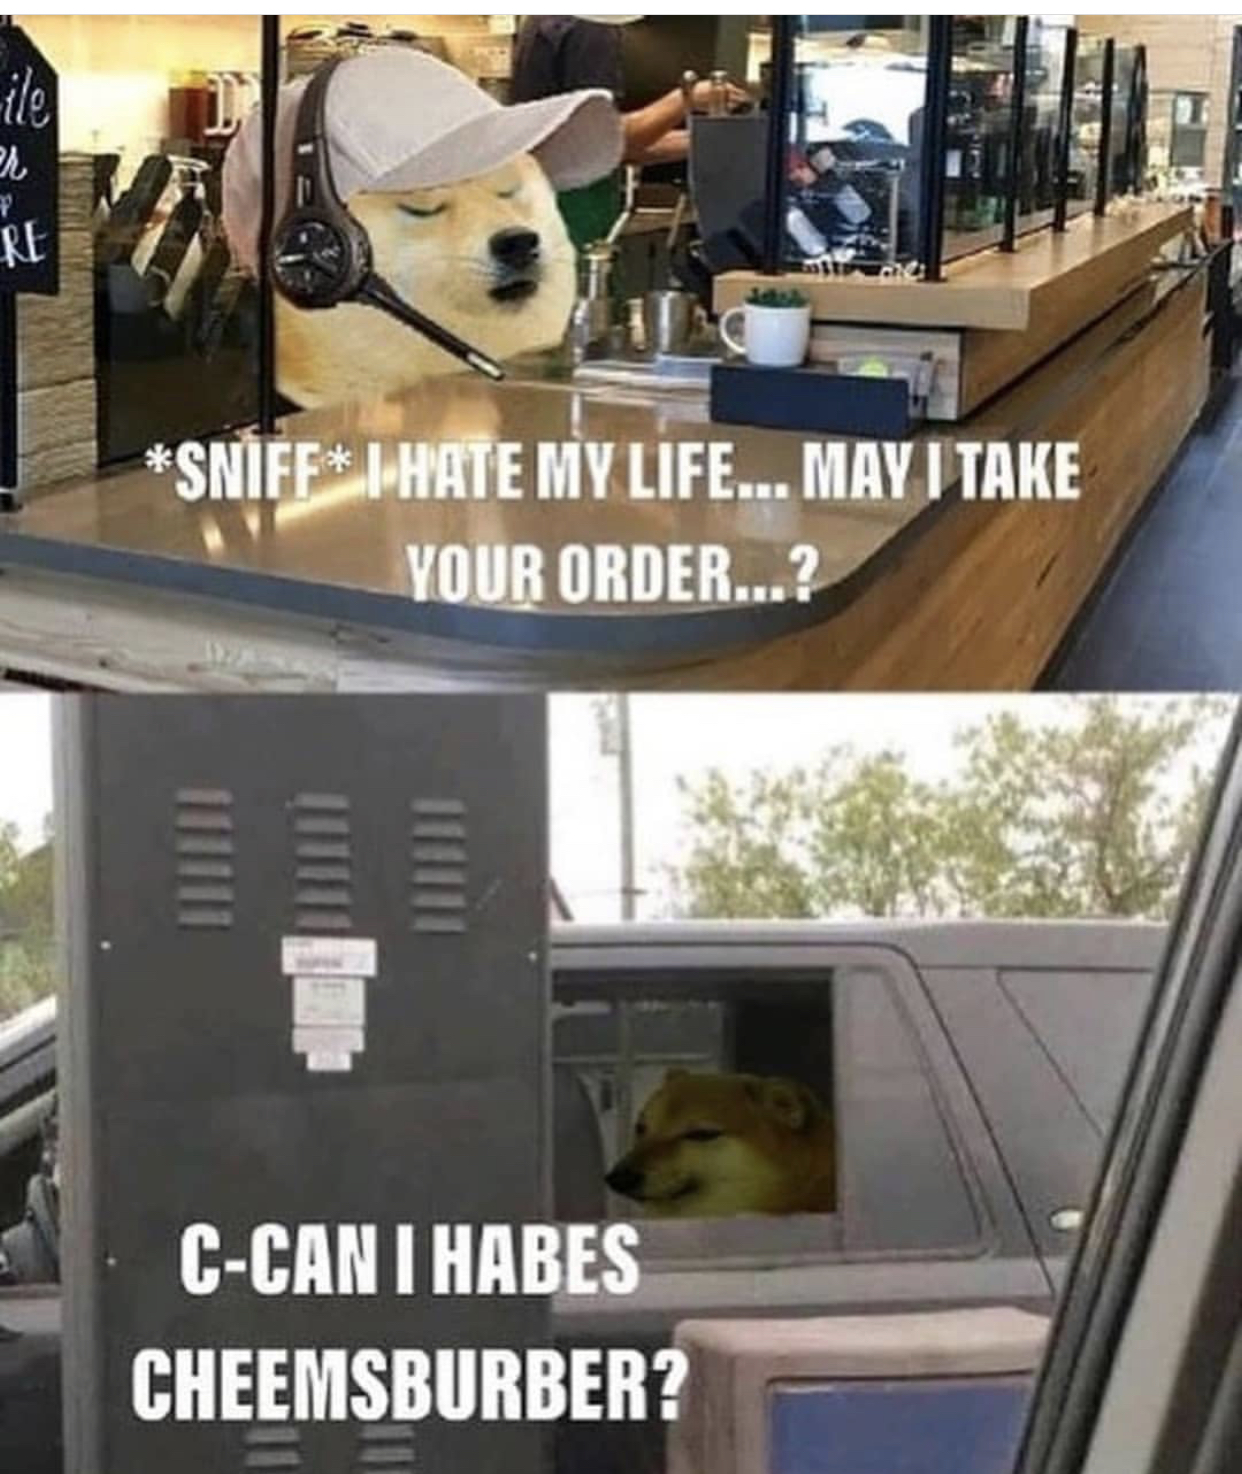 *SNIFF* I HATE MY LIFE... MAY I TAKE
YOUR ORDER...?
C-CAN I HABES
CHEEMSBURBER?